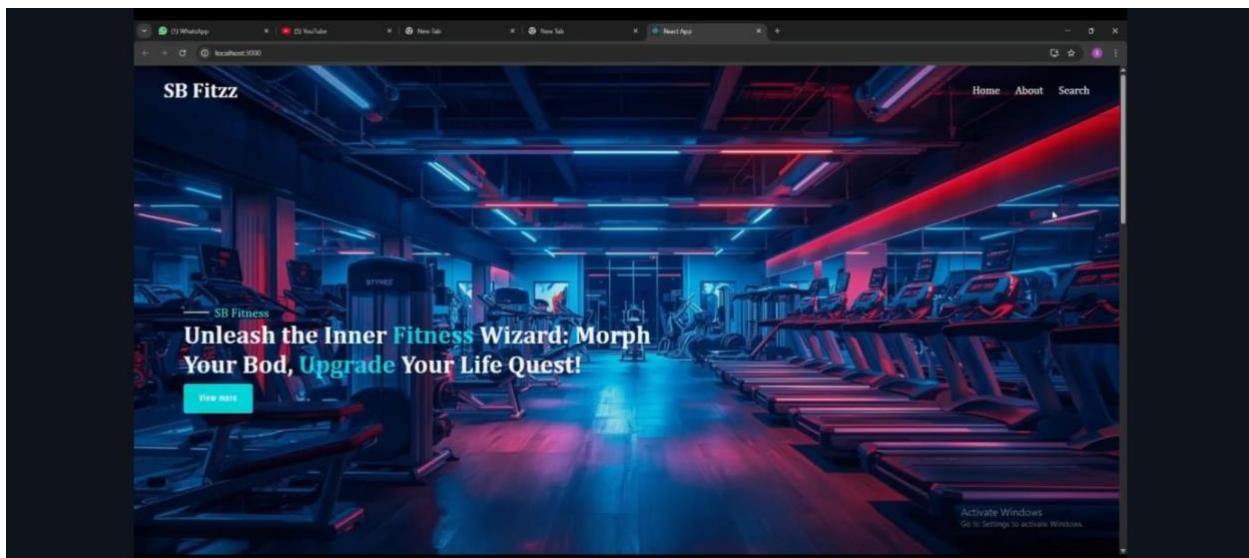 (1) WhatsApp
(5) YouTube
New Tab
New Tab
React App
localhost:3000
SB Fitzz
Home About Search
SB Fitness
Unleash the Inner Fitness Wizard: Morph
Your Bod, Upgrade Your Life Quest!
View more
Activate Windows
Go to Settings to activate Windows.